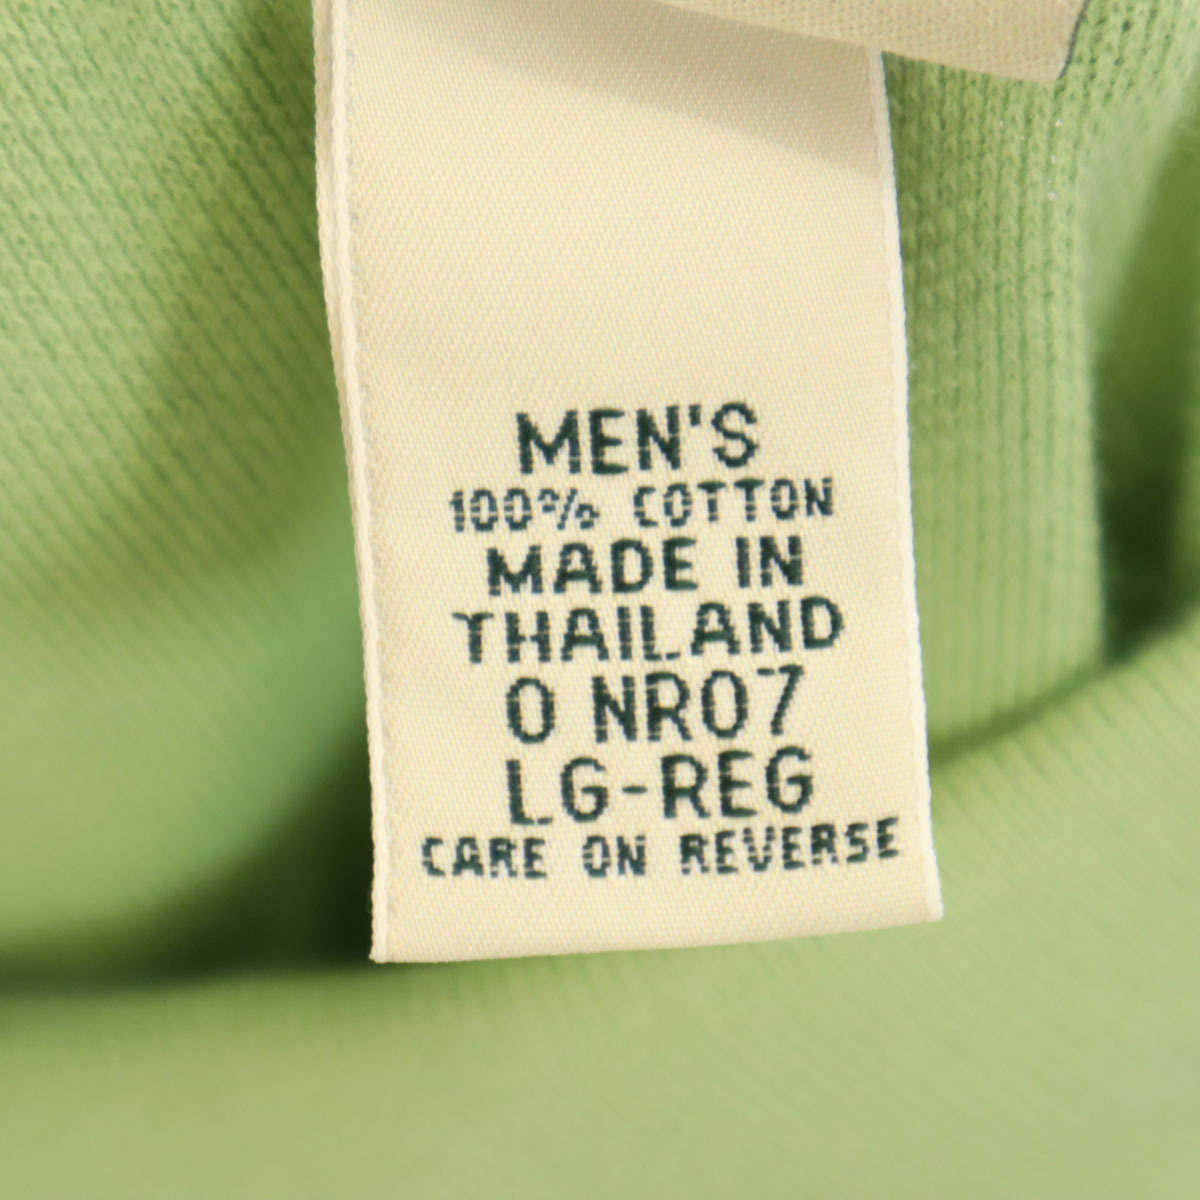 MEN'S
100% COTTON
MADE IN
THAILAND
0 NR07
LG-REG
CARE ON REVERSE